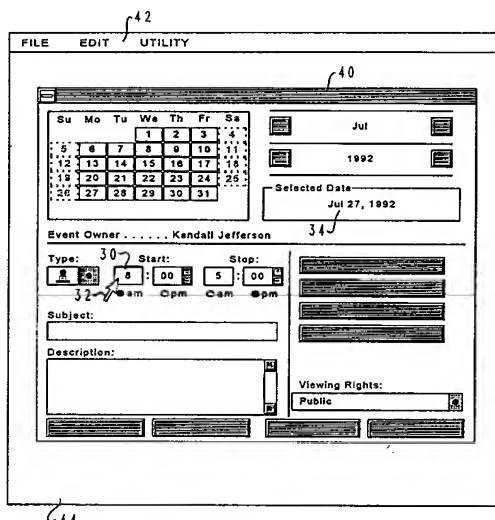 42
FILE EDIT UTILITY
40
Su Mo Tu We Th Fr Sa
1 2 3 4
5 6 7 8 9 10 11
12 13 14 15 16 17 18
19 20 21 22 23 24 25
26 27 28 29 30 31
Jul
1992
Selected Date
Jul 27, 1992
34
Event Owner . . . . . . Kendall Jefferson
Type: 30 Start: Stop:
8 : 00 5 : 00
32 am pm am pm
Subject:
Description:
Viewing Rights:
Public
44